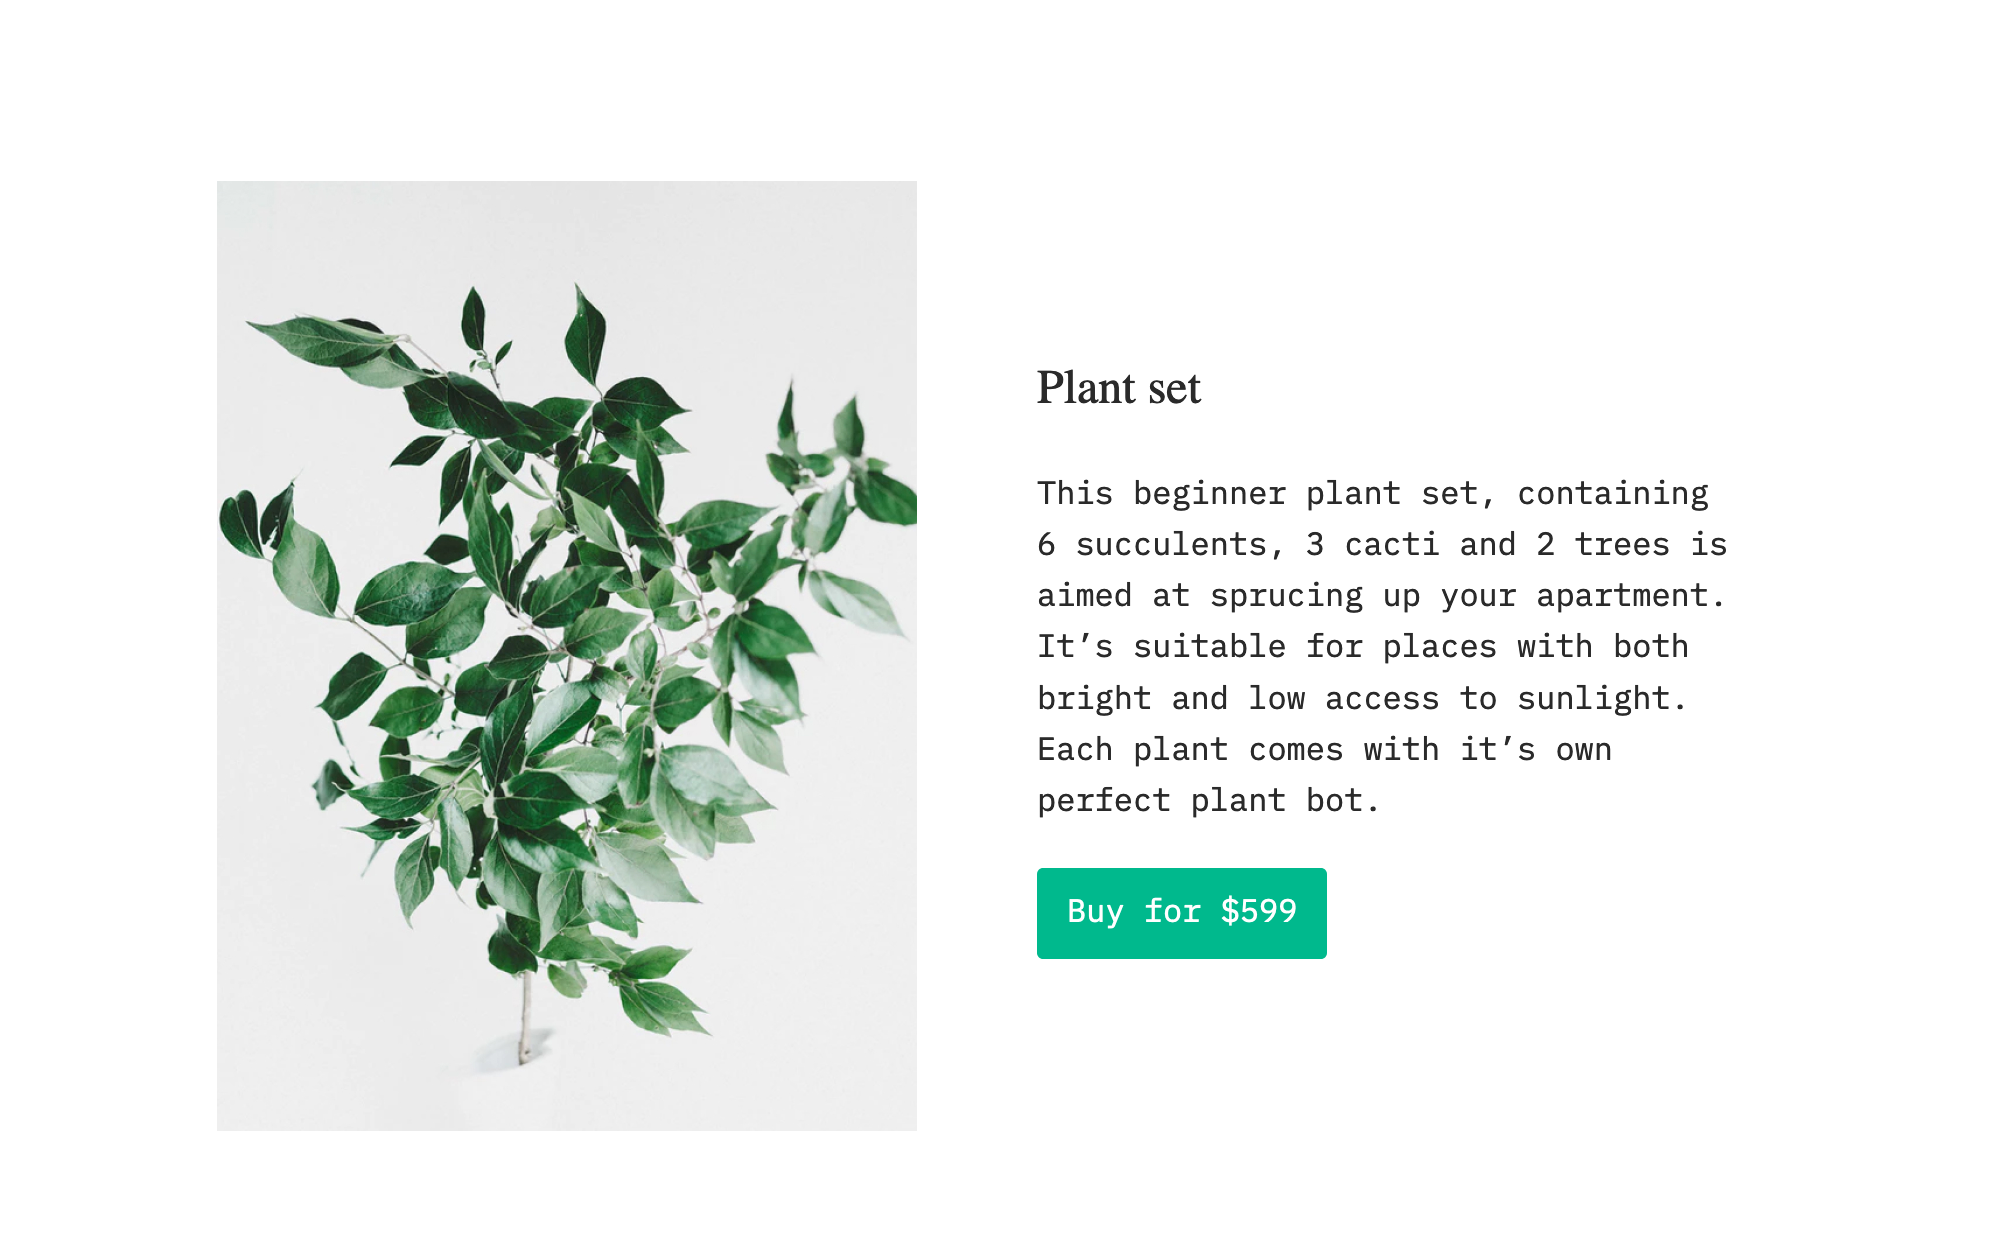 Plant set
This beginner plant set, containing
6 succulents, 3 cacti and 2 trees is
aimed at sprucing up your apartment.
It’s suitable for places with both
bright and low access to sunlight.
Each plant comes with it’s own
perfect plant bot.
Buy for $599